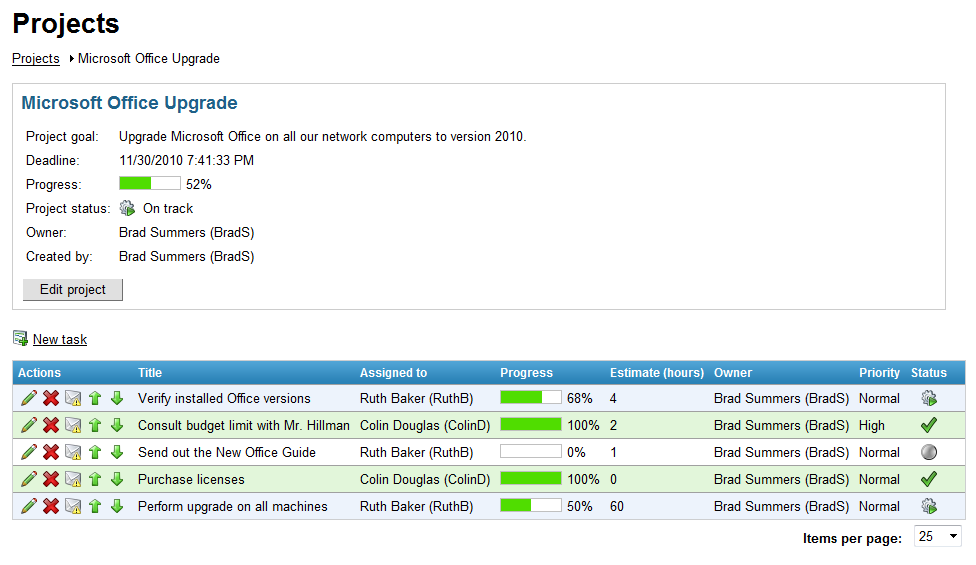 Projects
Projects Microsoft Office Upgrade
Microsoft Office Upgrade
Project goal: Upgrade Microsoft Office on all our network computers to version 2010.
Deadline: 11/30/2010 7:41:33 PM
Progress: 52%
Project status: On track
Owner: Brad Summers (BradS)
Created by: Brad Summers (BradS)
Edit project
New task
Actions Title Assigned to Progress Estimate (hours) Owner Priority Status
Verify installed Office versions Ruth Baker (RuthB) 68% 4 Brad Summers (BradS) Normal
Consult budget limit with Mr. Hillman Colin Douglas (ColinD) 100% 2 Brad Summers (BradS) High
Send out the New Office Guide Ruth Baker (RuthB) 0% 1 Brad Summers (BradS) Normal
Purchase licenses Colin Douglas (ColinD) 100% 0 Brad Summers (BradS) Normal
Perform upgrade on all machines Ruth Baker (RuthB) 50% 60 Brad Summers (BradS) Normal
Items per page: 25